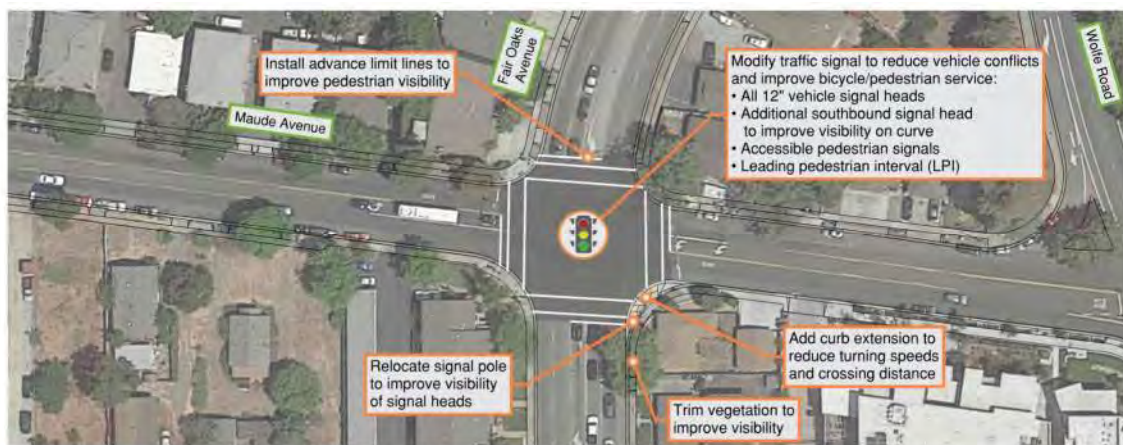 Install advance limit lines to
improve pedestrian visibility
Fair Oaks
Avenue
Modify traffic signal to reduce vehicle conflicts
and improve bicycle/pedestrian service:
• All 12" vehicle signal heads
• Additional southbound signal head
to improve visibility on curve
• Accessible pedestrian signals
• Leading pedestrian interval (LPI)
Wolfe Road
Maude Avenue
Relocate signal pole
to improve visibility
of signal heads
Add curb extension to
reduce turning speeds
and crossing distance
Trim vegetation to
improve visibility